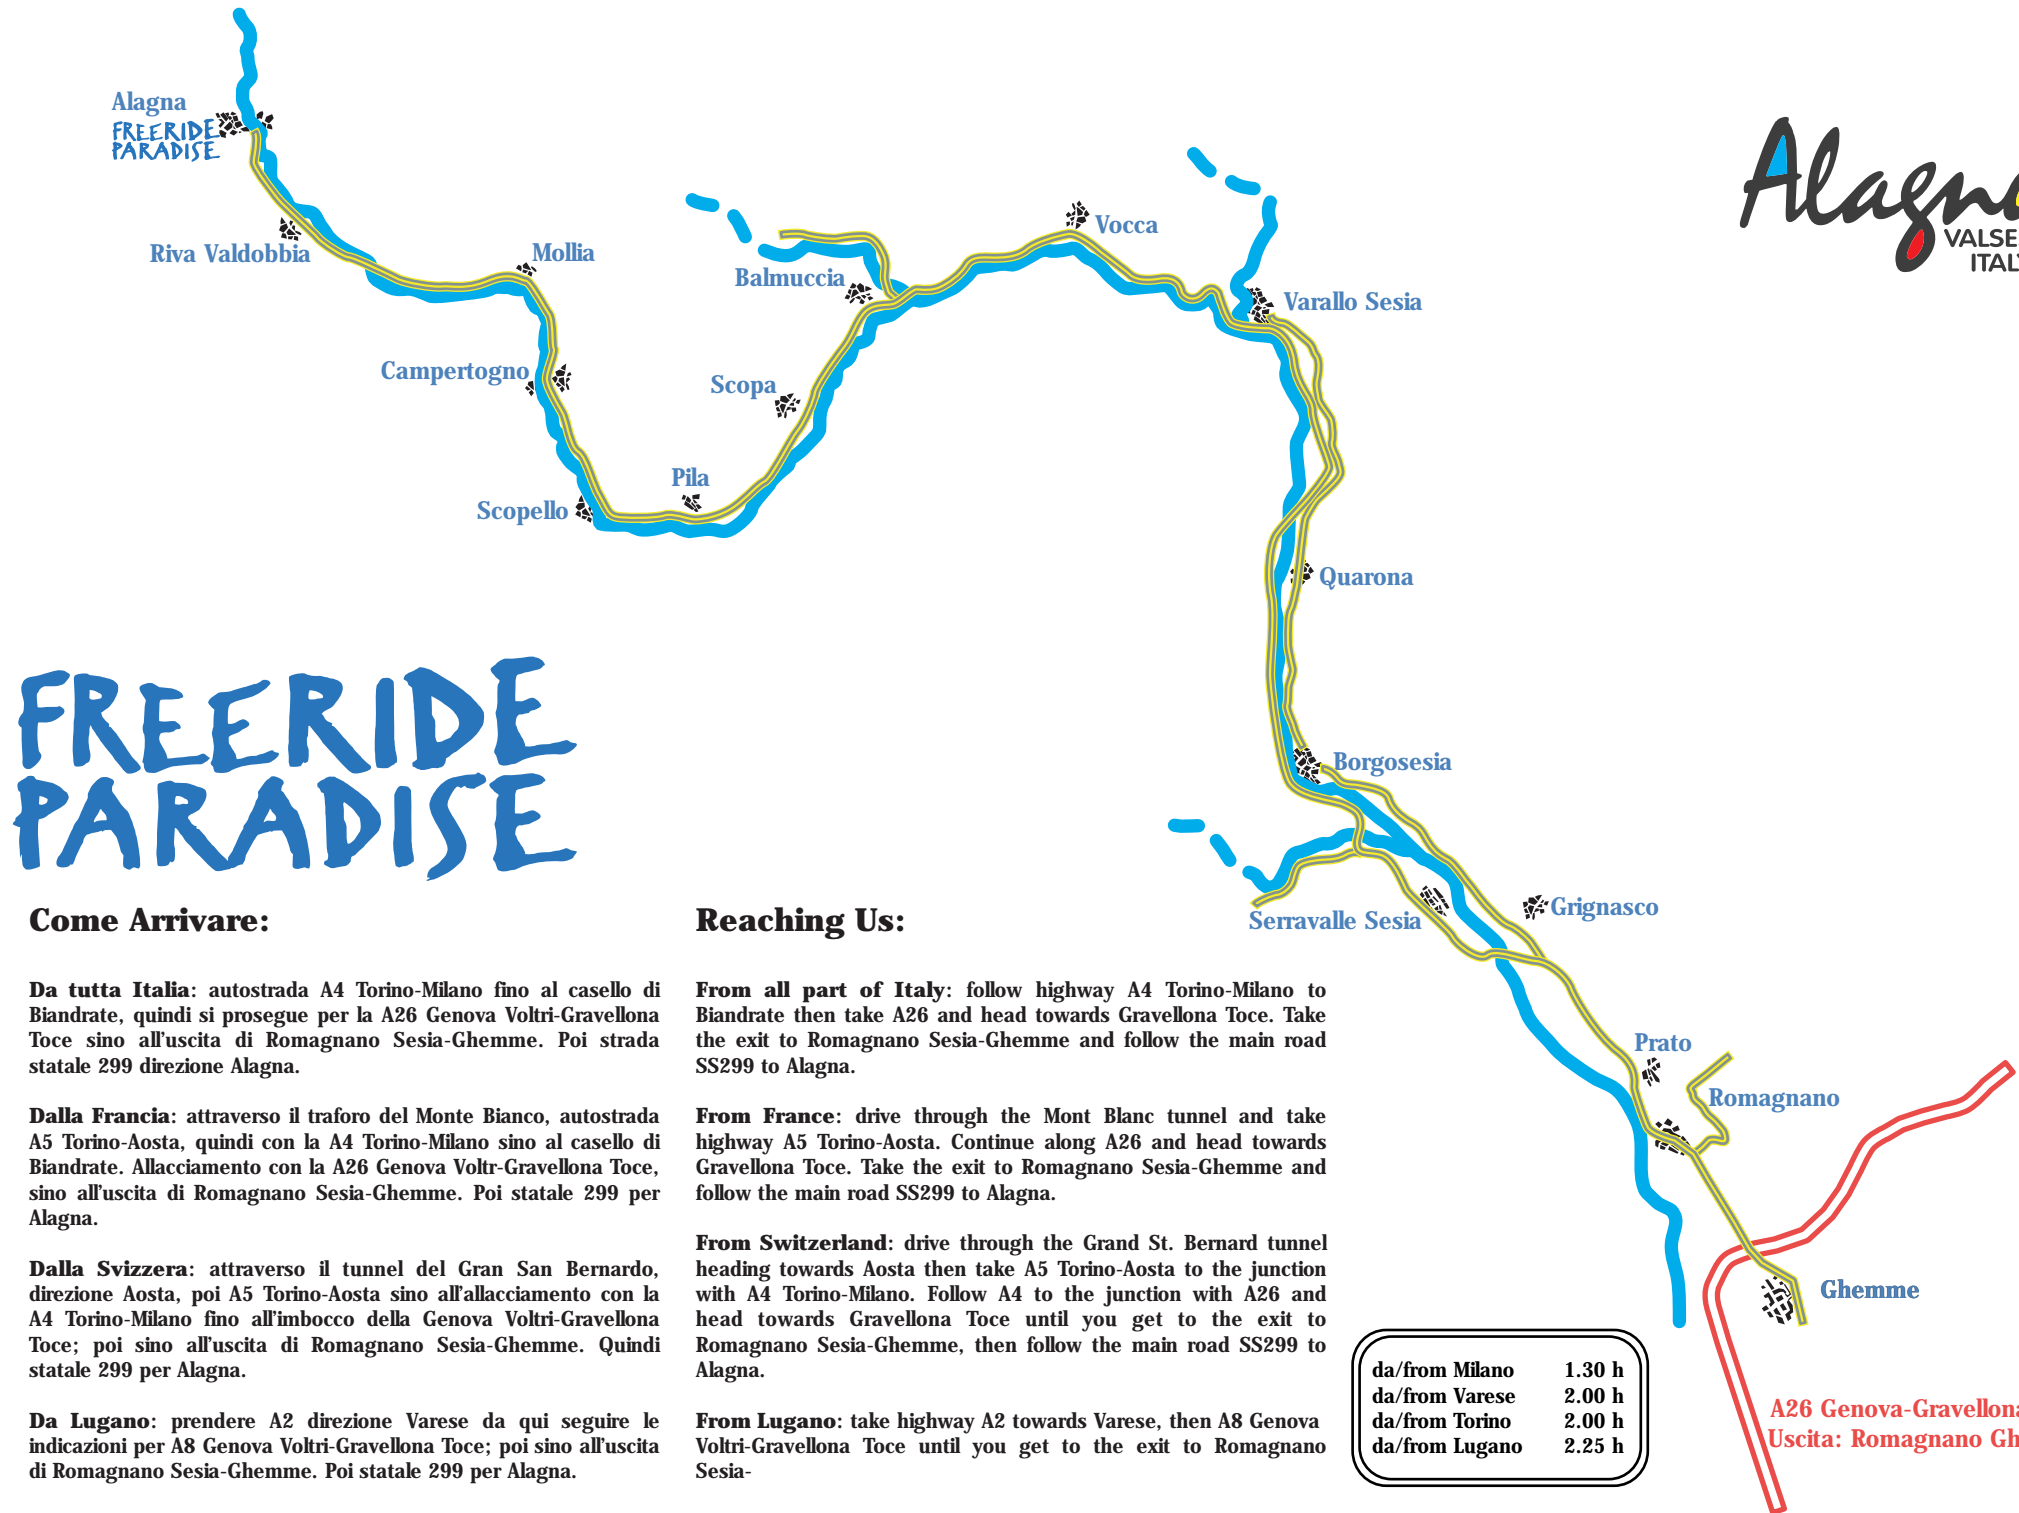 Alagna
FREERIDE
PARADISE
Riva Valdobbia
Mollia
Campertogno
Scopello
Pila
Scopa
Balmuccia
Vocca
Varallo Sesia
Quarona
Borgosesia
Serravalle Sesia
Grignasco
Prato
Romagnano
Ghemme
Alagna
VALSE
ITALY
FREERIDE
PARADISE
Come Arrivare:
Da tutta Italia: autostrada A4 Torino-Milano fino al casello di
Biandrate, quindi si prosegue per la A26 Genova Voltri-Gravellona
Toce sino all'uscita di Romagnano Sesia-Ghemme. Poi strada
statale 299 direzione Alagna.
Dalla Francia: attraverso il traforo del Monte Bianco, autostrada
A5 Torino-Aosta, quindi con la A4 Torino-Milano sino al casello di
Biandrate. Allacciamento con la A26 Genova Voltr-Gravellona Toce,
sino all'uscita di Romagnano Sesia-Ghemme. Poi statale 299 per
Alagna.
Dalla Svizzera: attraverso il tunnel del Gran San Bernardo,
direzione Aosta, poi A5 Torino-Aosta sino all'allacciamento con la
A4 Torino-Milano fino all'imbocco della Genova Voltri-Gravellona
Toce; poi sino all'uscita di Romagnano Sesia-Ghemme. Quindi
statale 299 per Alagna.
Da Lugano: prendere A2 direzione Varese da qui seguire le
indicazioni per A8 Genova Voltri-Gravellona Toce; poi sino all'uscita
di Romagnano Sesia-Ghemme. Poi statale 299 per Alagna.
Reaching Us:
From all part of Italy: follow highway A4 Torino-Milano to
Biandrate then take A26 and head towards Gravellona Toce. Take
the exit to Romagnano Sesia-Ghemme and follow the main road
SS299 to Alagna.
From France: drive through the Mont Blanc tunnel and take
highway A5 Torino-Aosta. Continue along A26 and head towards
Gravellona Toce. Take the exit to Romagnano Sesia-Ghemme and
follow the main road SS299 to Alagna.
From Switzerland: drive through the Grand St. Bernard tunnel
heading towards Aosta then take A5 Torino-Aosta to the junction
with A4 Torino-Milano. Follow A4 to the junction with A26 and
head towards Gravellona Toce until you get to the exit to
Romagnano Sesia-Ghemme, then follow the main road SS299 to
Alagna.
From Lugano: take highway A2 towards Varese, then A8 Genova
Voltri-Gravellona Toce until you get to the exit to Romagnano
Sesia-
da/from Milano 1.30 h
da/from Varese 2.00 h
da/from Torino 2.00 h
da/from Lugano 2.25 h
A26 Genova-Gravellona
Uscita: Romagnano Gh